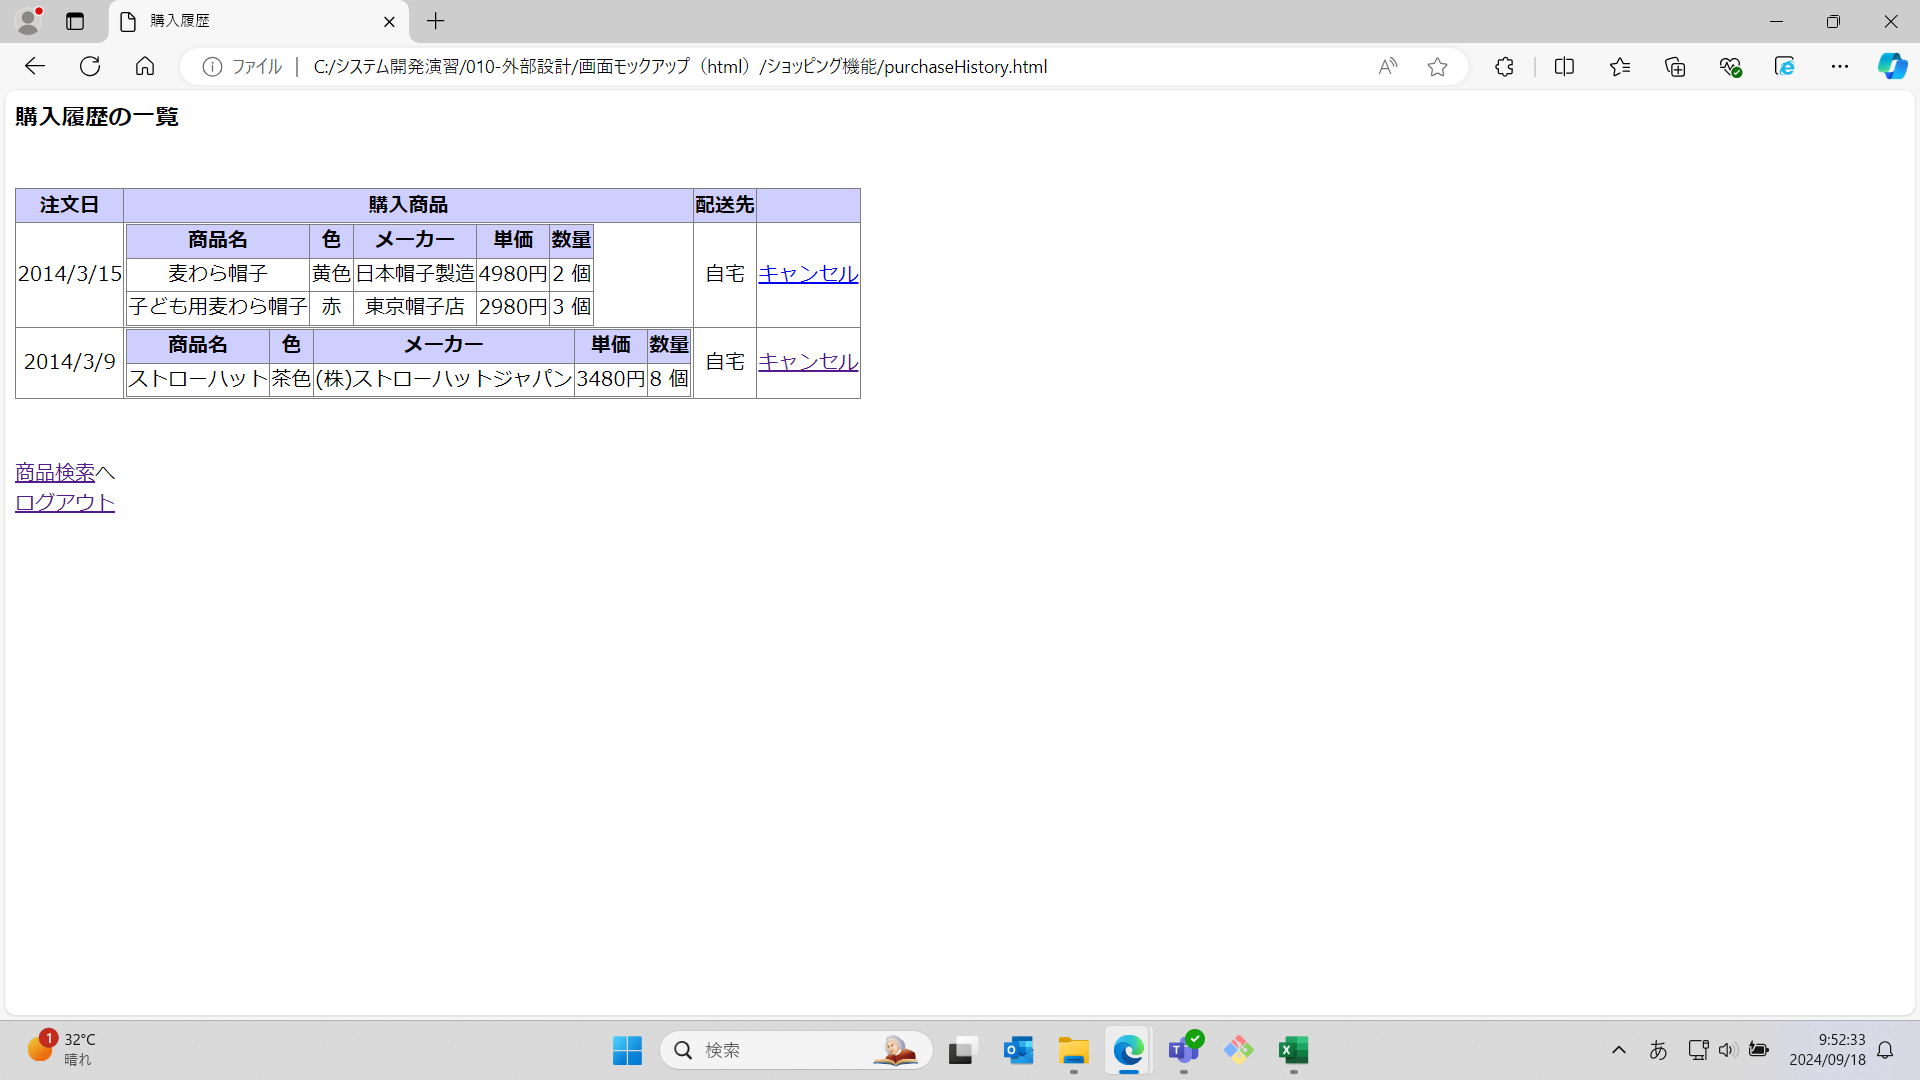 購入履歴
ファイル | C:/システム開発演習/010-外部設計/画面モックアップ（html）/ショッピング機能/purchaseHistory.html
購入履歴の一覧
注文日 購入商品 配送先
商品名 色 メーカー 単価 数量
2014/3/15 麦わら帽子 黄色 日本帽子製造 4980円 2 個 自宅 キャンセル
子ども用麦わら帽子 赤 東京帽子店 2980円 3 個
商品名 色 メーカー 単価 数量
2014/3/9 ストローハット 茶色 (株)ストローハットジャパン 3480円 8 個 自宅 キャンセル
商品検索へ
ログアウト
1 32°C
晴れ
検索
あ
9:52:33
2024/09/18